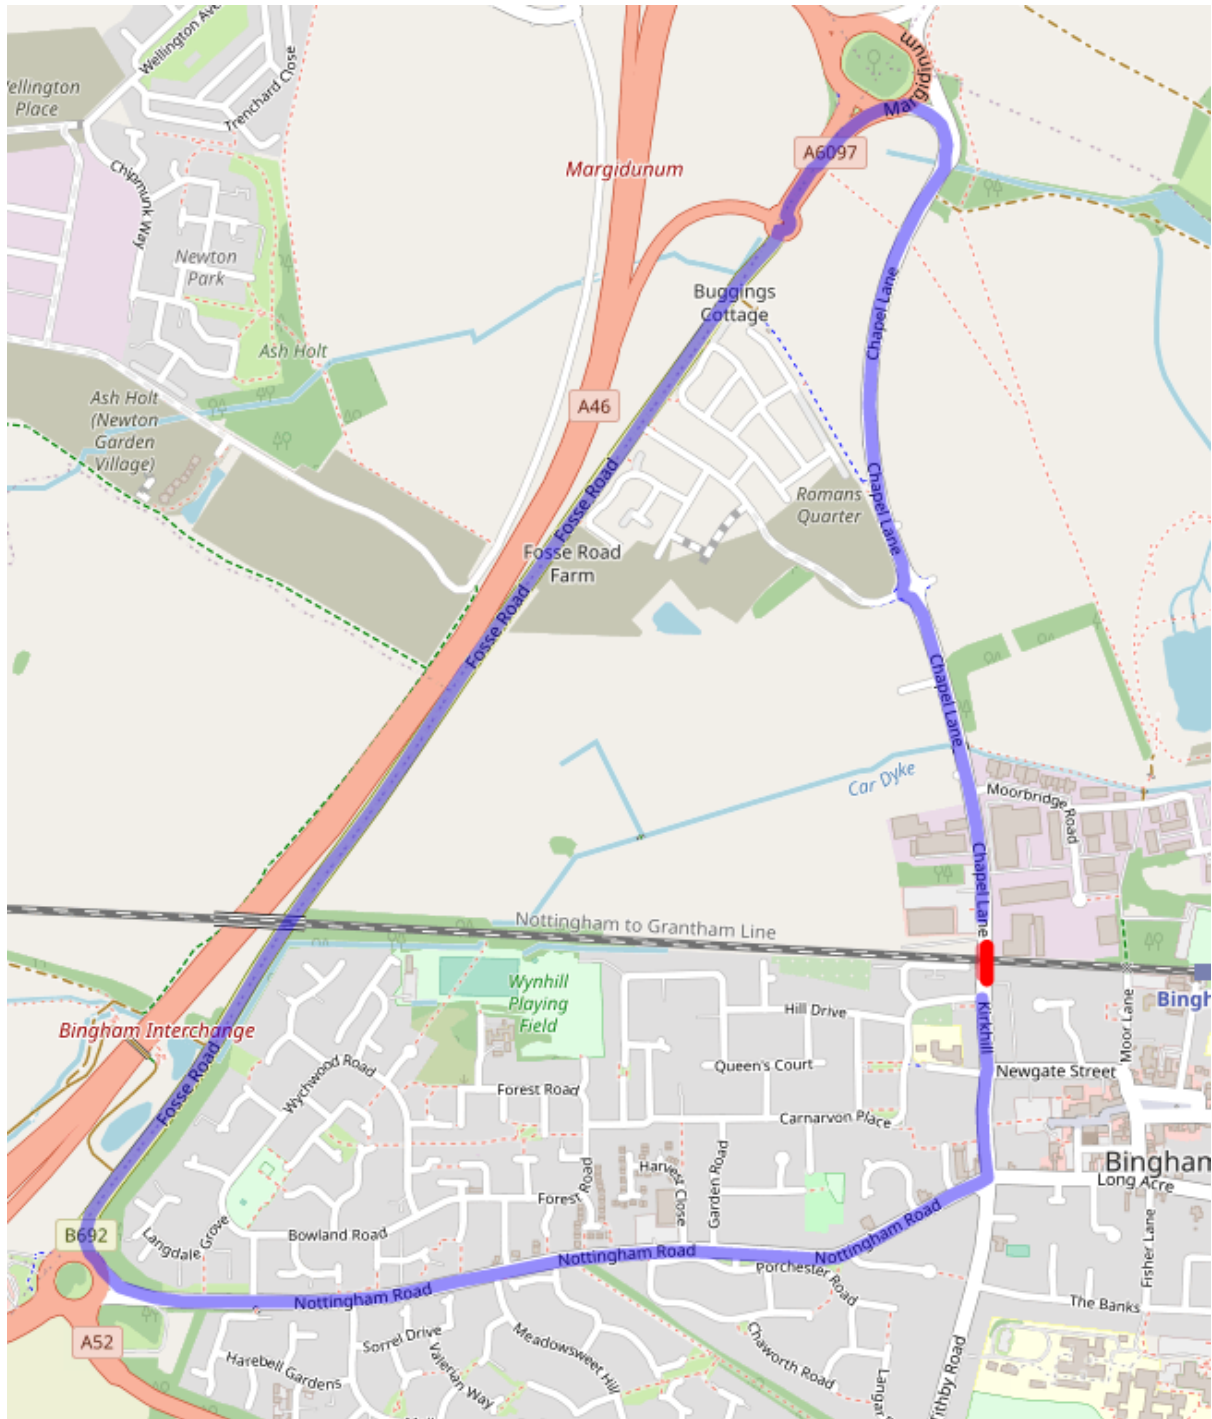 Wellington Ave
Trenchard Close
Wellington
Place
Chipmunk Way
Newton
Park
Ash Holt
Ash Holt
(Newton
Garden
Village)
Margidunum
Margidunum
A6097
Buggings
Cottage
Chapel Lane
A46
Fosse Road
Chapel Lane
Romans
Quarter
Fosse Road
Farm
Fosse Road
Chapel Lane
Car Dyke
Moorbridge
Road
Chapel Lane
Nottingham to Grantham Line
Wynhill
Playing
Field
Bingham Interchange
Hill Drive
Kirkhill
Moor Lane
Bingh
Fosse Road
Wychwood Road
Queen's Court
Newgate Street
Forest Road
Carnarvon Place
Bingham
Long Acre
Harvest Close
Garden Road
Forest Road
Fisher Lane
B692
Langdale Grove
Bowland Road
Nottingham Road
Nottingham Road
Nottingham Road
Porchester Road
The Banks
A52
Sorrel Drive
Harebell Gardens
Valerian Way
Meadowsweet Hill
Chaworth Road
Langar
ithby Road